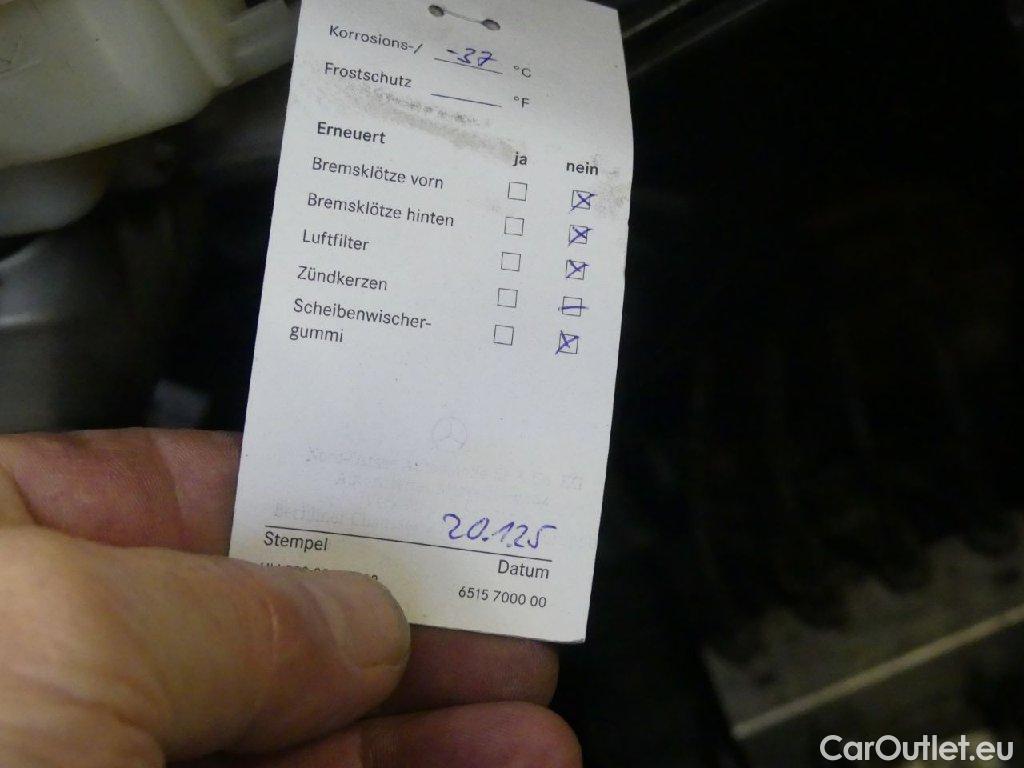 Korrosions-/ -37 °C
Frostschutz °F
Erneuert ja nein
Bremsklötze vorn
Bremsklötze hinten
Luftfilter
Zündkerzen
Scheibenwischer-
gummi
20.1.25
Stempel Datum
6515 7000 00
CarOutlet.eu